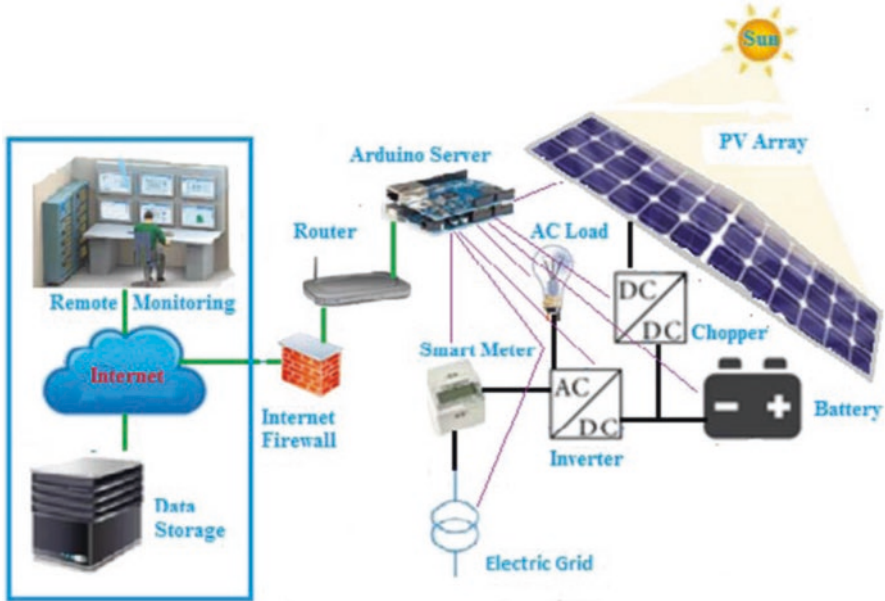 Sun
PV Array
Arduino Server
Router
AC Load
DC
DC
Chopper
Remote Monitoring
Internet
Smart Meter
Internet
Firewall
AC
DC
Inverter
Battery
Data
Storage
Electric Grid